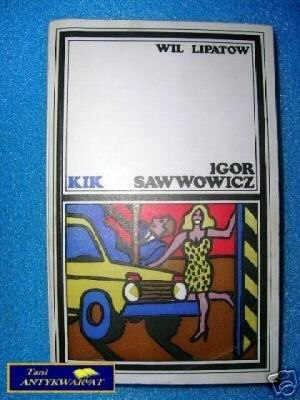 WIL LIPATOW
IGOR
KIK SAWWOWICZ
Tani
ANTYKWARIAT